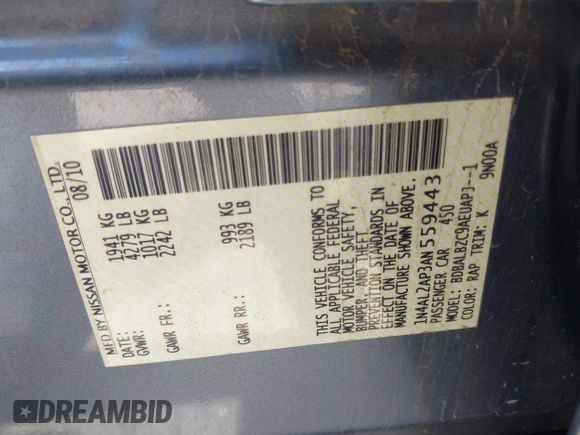 MFD BY NISSAN MOTOR CO., LTD.
DATE: 08/10
GVWR: 1941 KG
4279 LB
GAWR FR.: 1017 KG
2242 LB
GAWR RR.: 993 KG
2189 LB
THIS VEHICLE CONFORMS TO
ALL APPLICABLE FEDERAL
MOTOR VEHICLE SAFETY,
BUMPER, AND THEFT
PREVENTION STANDARDS IN
EFFECT ON THE DATE OF
MANUFACTURE SHOWN ABOVE.
1N4AL2AP3AN559443
PASSENGER CAR 450
MODEL: BDBALBZC9AEUAPJ--1
COLOR: RAP TRIM: K 9N00A
DREAMBID